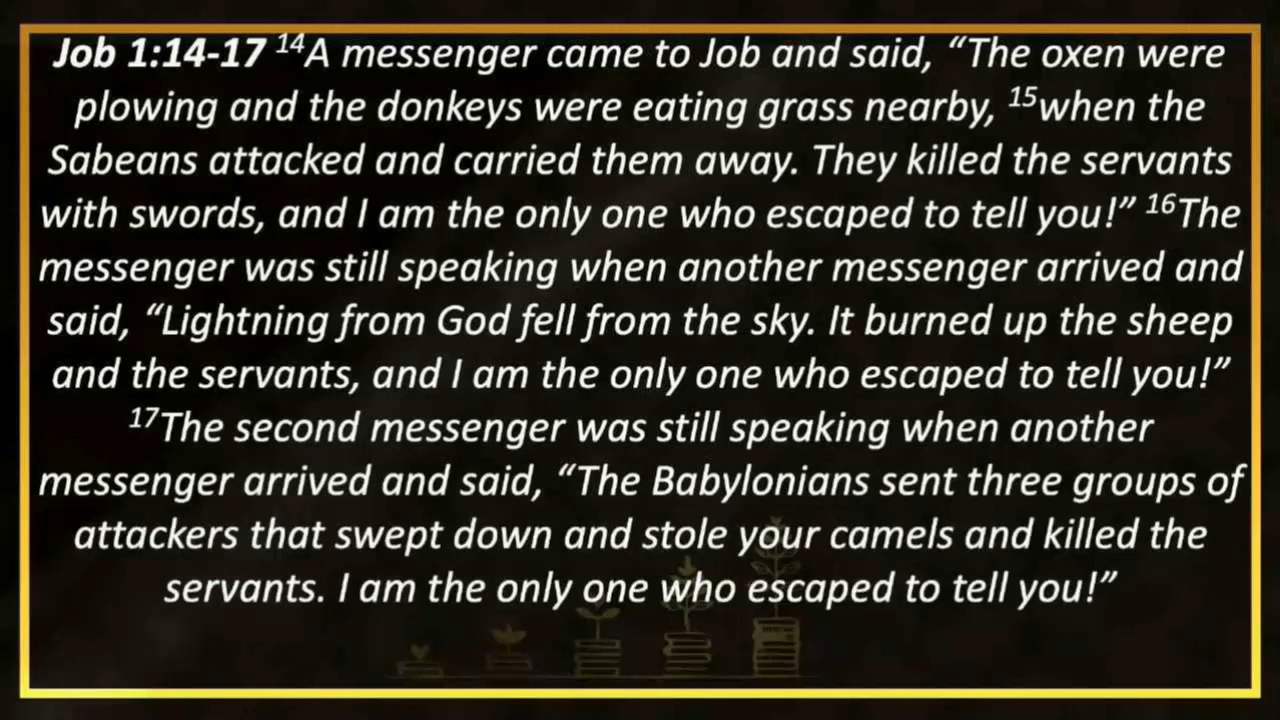 Job 1:14-17 ¹⁴A messenger came to Job and said, “The oxen were
plowing and the donkeys were eating grass nearby, ¹⁵when the
Sabeans attacked and carried them away. They killed the servants
with swords, and I am the only one who escaped to tell you!” ¹⁶The
messenger was still speaking when another messenger arrived and
said, “Lightning from God fell from the sky. It burned up the sheep
and the servants, and I am the only one who escaped to tell you!”
¹⁷The second messenger was still speaking when another
messenger arrived and said, “The Babylonians sent three groups of
attackers that swept down and stole your camels and killed the
servants. I am the only one who escaped to tell you!”